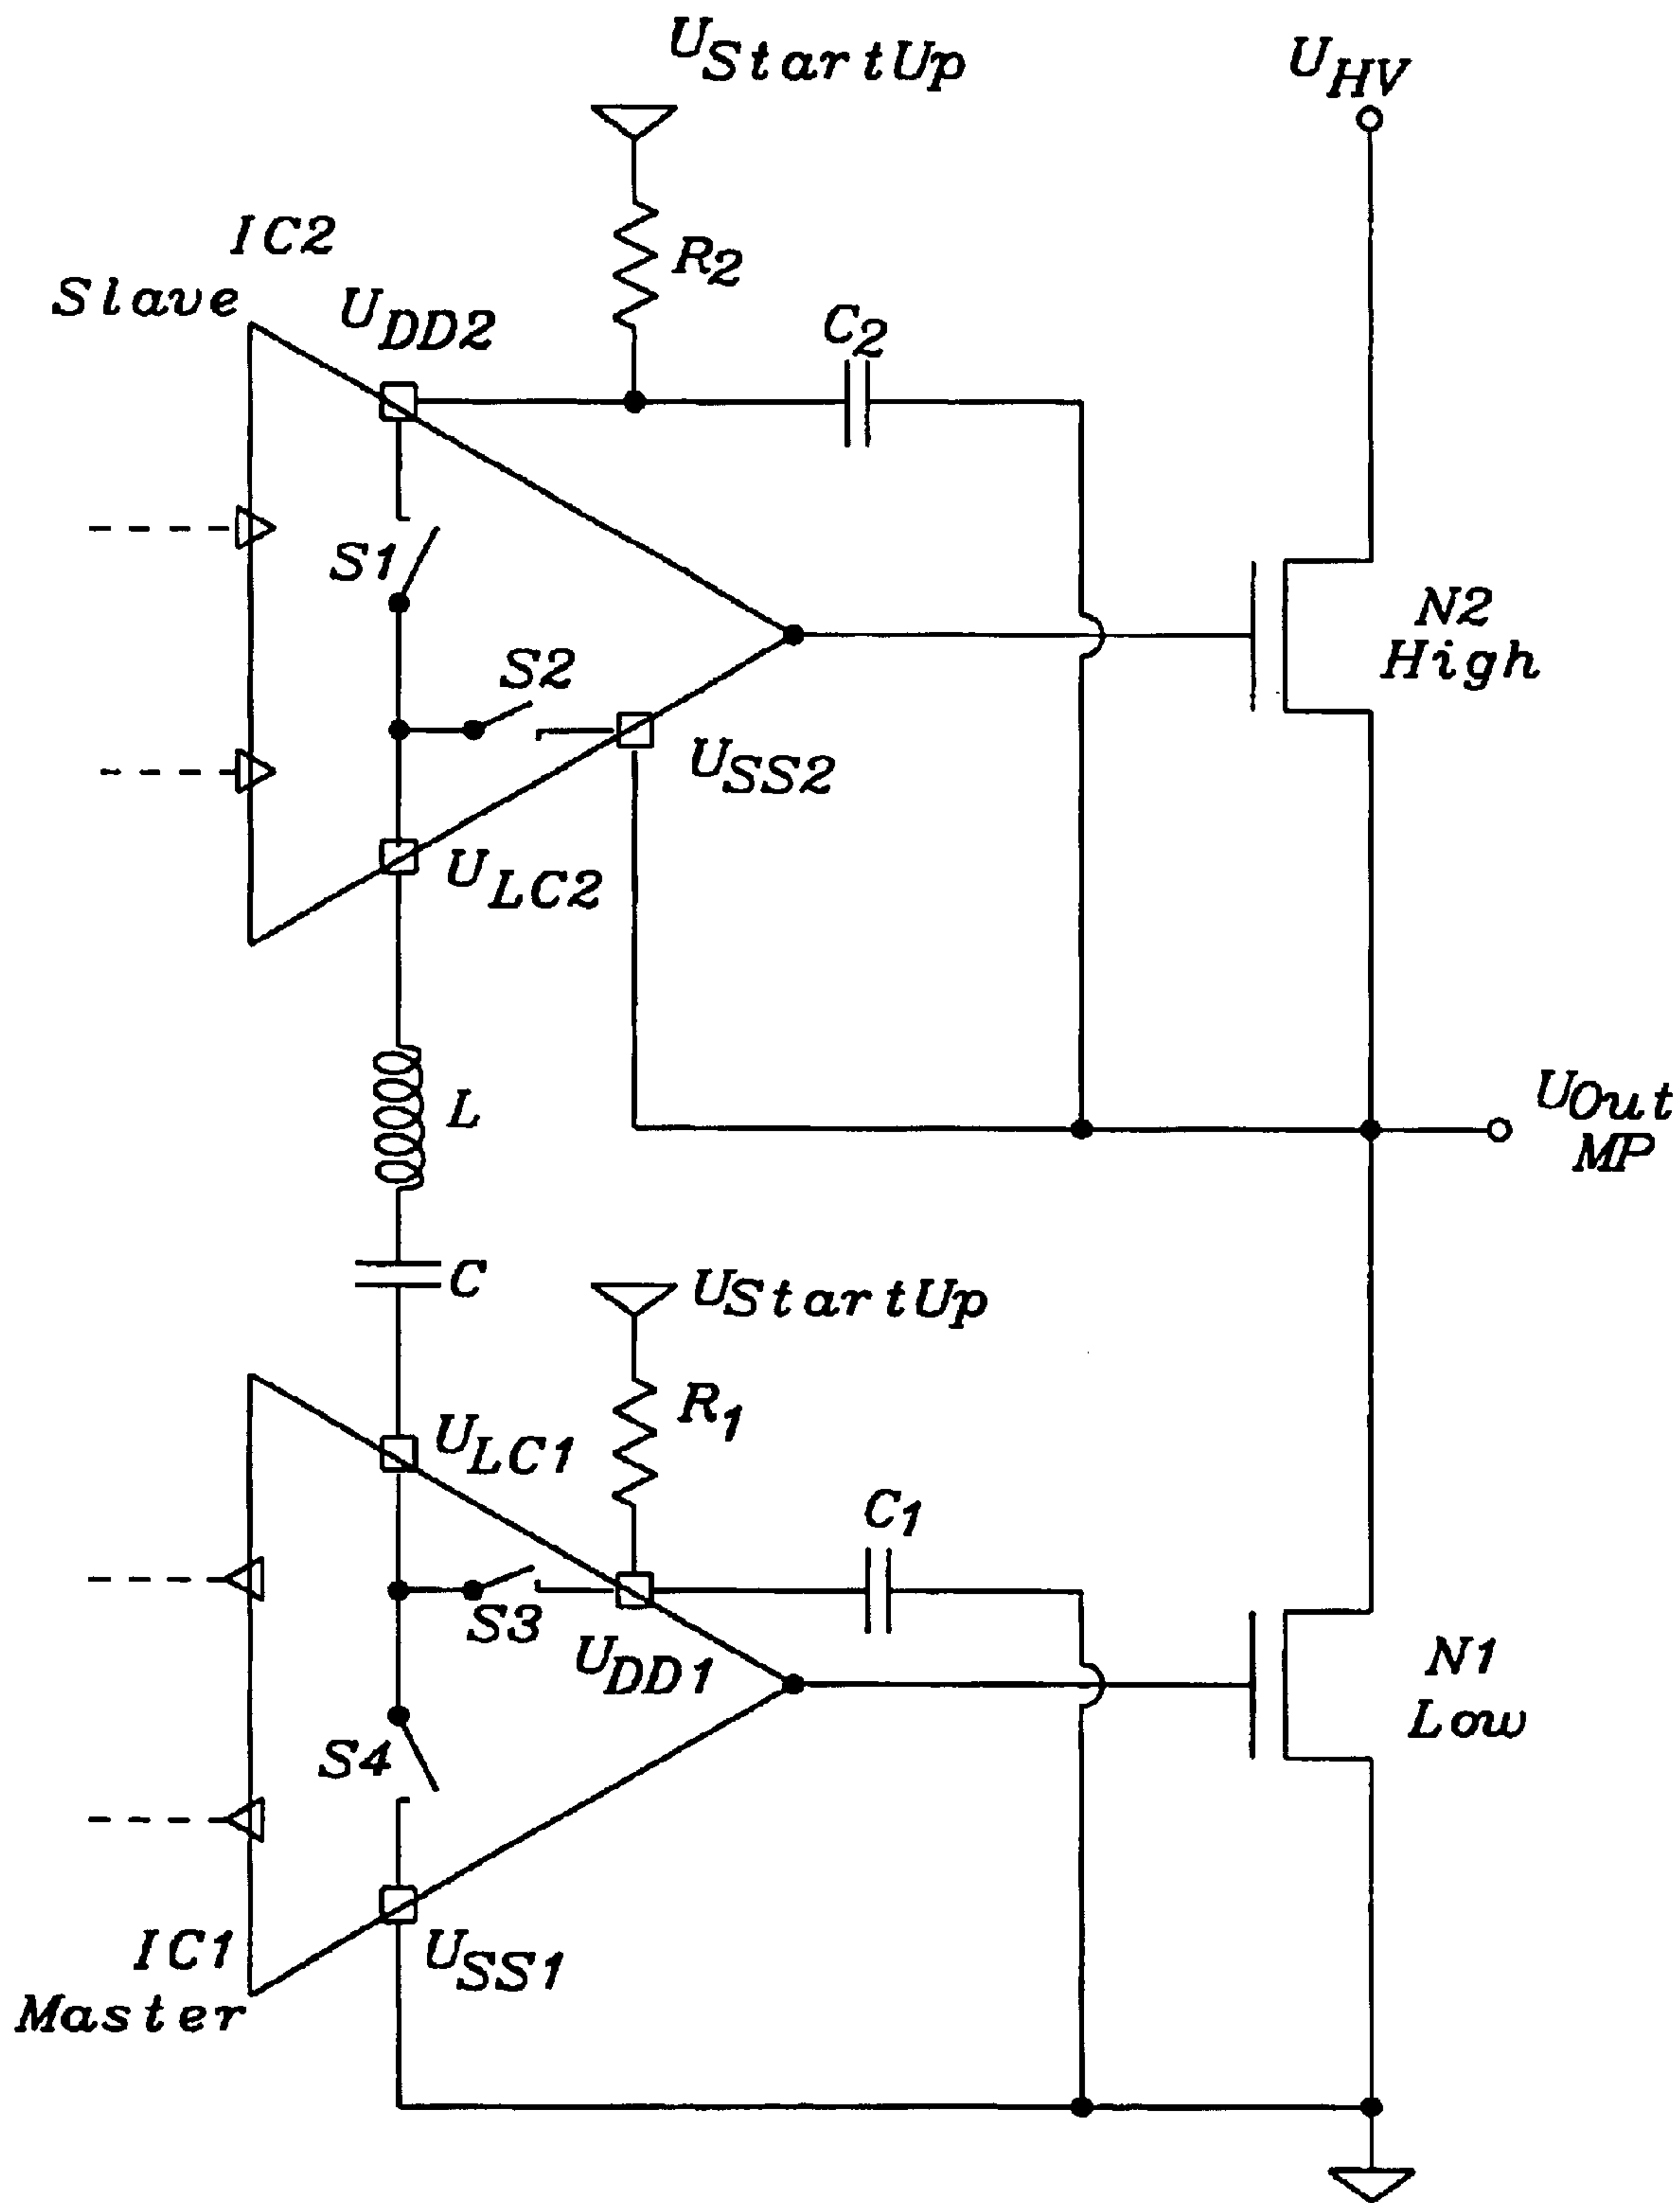 UStartUp
UHV
IC2
Slave
UDD2
R2
C2
S1
S2
N2
High
USS2
ULC2
L
UOut
MP
C
UStartUp
R1
ULC1
C1
S3
UDD1
N1
Low
S4
IC1
Master
USS1